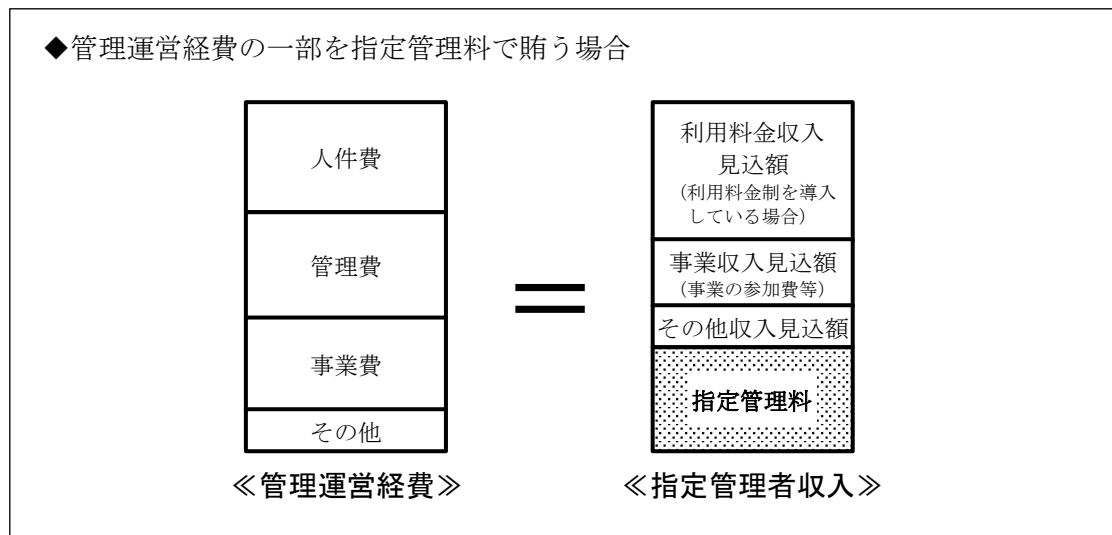 ◆管理運営経費の一部を指定管理料で賄う場合
人件費
管理費
事業費
その他
≪管理運営経費≫
＝
利用料金収入
見込額
（利用料金制を導入
している場合）
事業収入見込額
（事業の参加費等）
その他収入見込額
指定管理料
≪指定管理者収入≫